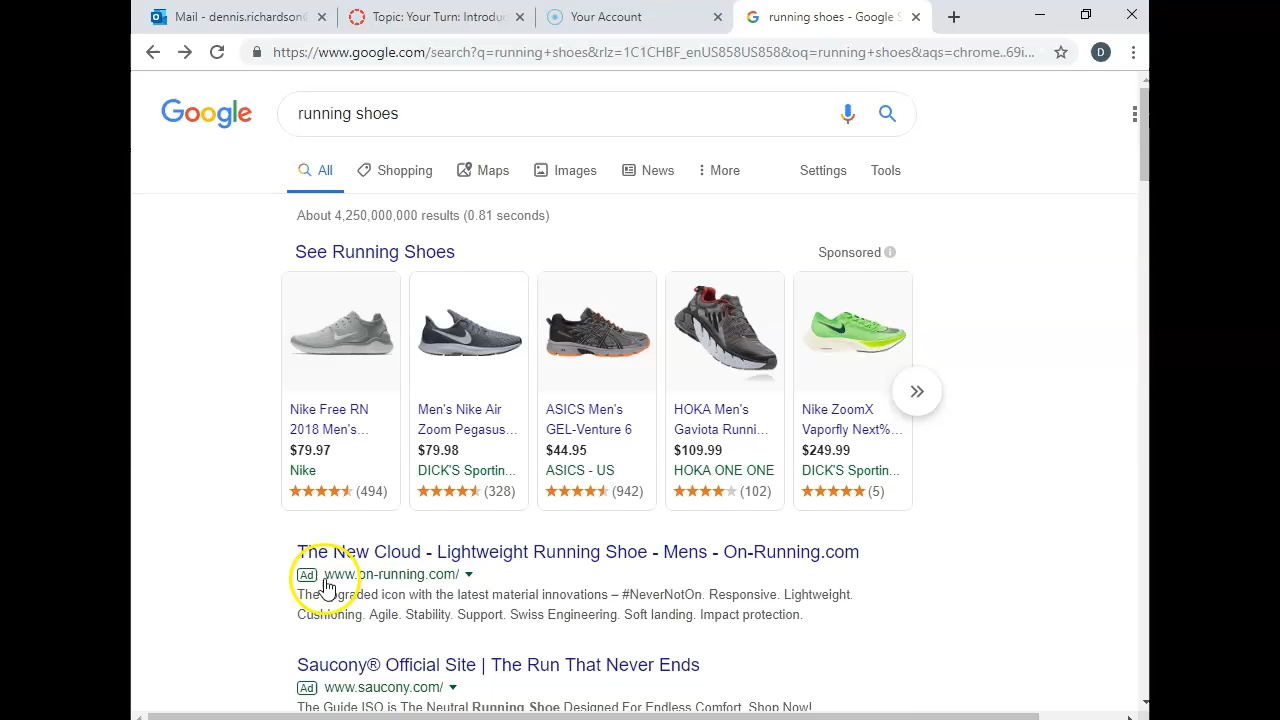 Mail - dennis.richardson@ Topic: Your Turn: Introduc Your Account running shoes - Google S
https://www.google.com/search?q=running+shoes&rlz=1C1CHBF_enUS858US858&oq=running+shoes&aqs=chrome..69i... D
Google running shoes
All Shopping Maps Images News More Settings Tools
About 4,250,000,000 results (0.81 seconds)
See Running Shoes Sponsored
Nike Free RN
2018 Men's...
$79.97
Nike
(494)
Men's Nike Air
Zoom Pegasus...
$79.98
DICK'S Sportin...
(328)
ASICS Men's
GEL-Venture 6
$44.95
ASICS - US
(942)
HOKA Men's
Gaviota Runni...
$109.99
HOKA ONE ONE
(102)
Nike ZoomX
Vaporfly Next%...
$249.99
DICK'S Sportin...
(5)
The New Cloud - Lightweight Running Shoe - Mens - On-Running.com
Ad www.on-running.com/
The upgraded icon with the latest material innovations – #NeverNotOn. Responsive. Lightweight.
Cushioning. Agile. Stability. Support. Swiss Engineering. Soft landing. Impact protection.
Saucony® Official Site | The Run That Never Ends
Ad www.saucony.com/
The Guide ISO is The Neutral Running Shoe Designed For Endless Comfort. Shop Now!